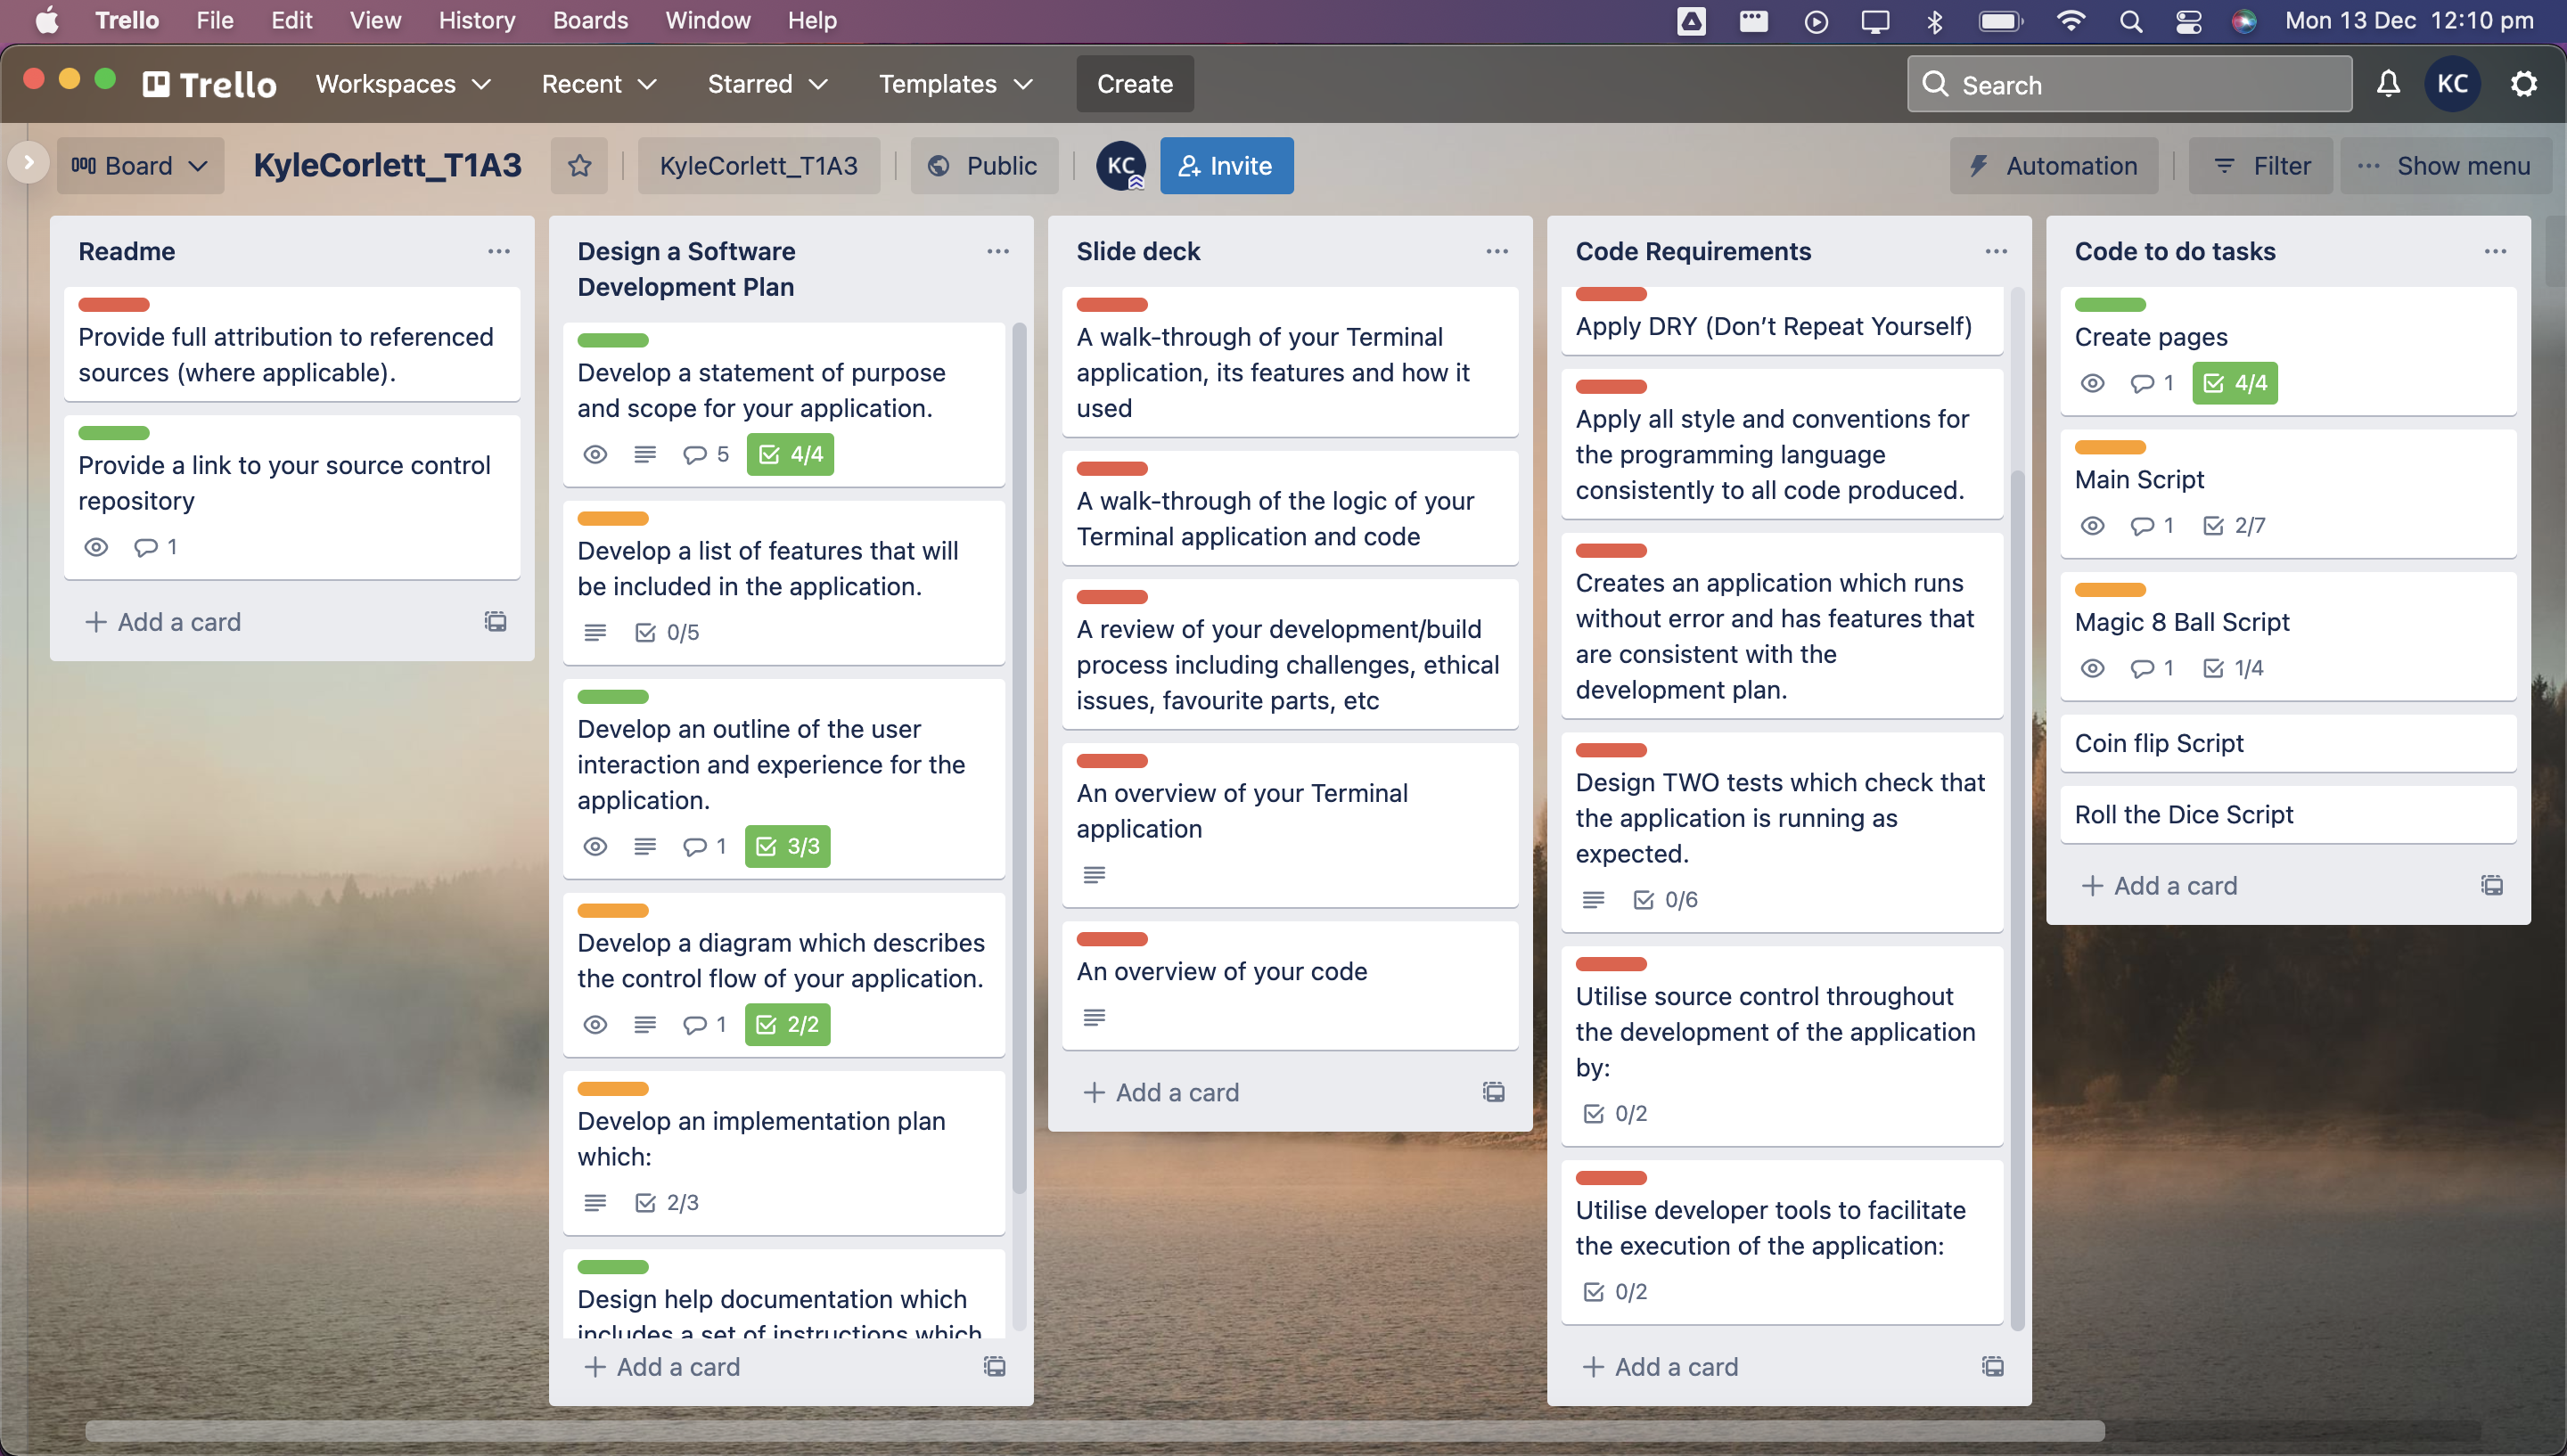 Trello File Edit View History Boards Window Help Mon 13 Dec 12:10 pm
Trello Workspaces Recent Starred Templates Create Search KC
Board KyleCorlett_T1A3 KyleCorlett_T1A3 Public KC Invite Automation Filter ... Show menu
Readme
Provide full attribution to referenced
sources (where applicable).
Provide a link to your source control
repository
1
+ Add a card
Design a Software
Development Plan
Develop a statement of purpose
and scope for your application.
5 4/4
Develop a list of features that will
be included in the application.
0/5
Develop an outline of the user
interaction and experience for the
application.
1 3/3
Develop a diagram which describes
the control flow of your application.
1 2/2
Develop an implementation plan
which:
2/3
Design help documentation which
includes a set of instructions which
+ Add a card
Slide deck
A walk-through of your Terminal
application, its features and how it
used
A walk-through of the logic of your
Terminal application and code
A review of your development/build
process including challenges, ethical
issues, favourite parts, etc
An overview of your Terminal
application
An overview of your code
+ Add a card
Code Requirements
Apply DRY (Don’t Repeat Yourself)
Apply all style and conventions for
the programming language
consistently to all code produced.
Creates an application which runs
without error and has features that
are consistent with the
development plan.
Design TWO tests which check that
the application is running as
expected.
0/6
Utilise source control throughout
the development of the application
by:
0/2
Utilise developer tools to facilitate
the execution of the application:
0/2
+ Add a card
Code to do tasks
Create pages
1 4/4
Main Script
1 2/7
Magic 8 Ball Script
1 1/4
Coin flip Script
Roll the Dice Script
+ Add a card